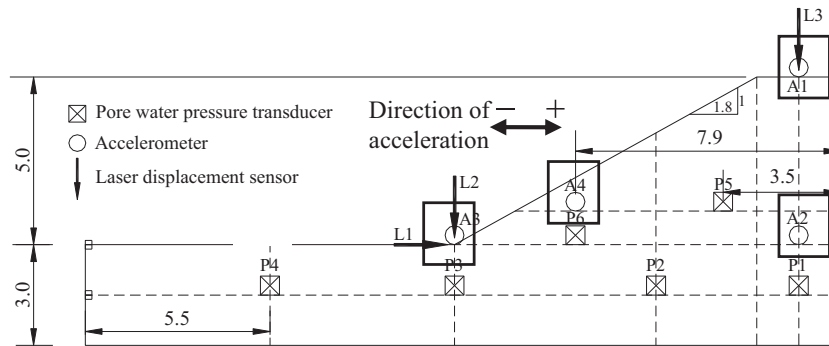 L3
A1
1.8
1
Pore water pressure transducer
Accelerometer
Laser displacement sensor
Direction of
acceleration
− +
7.9
3.5
5.0
L2
A4
P5
A3
P6
A2
L1
P4
P3
P2
P1
3.0
5.5